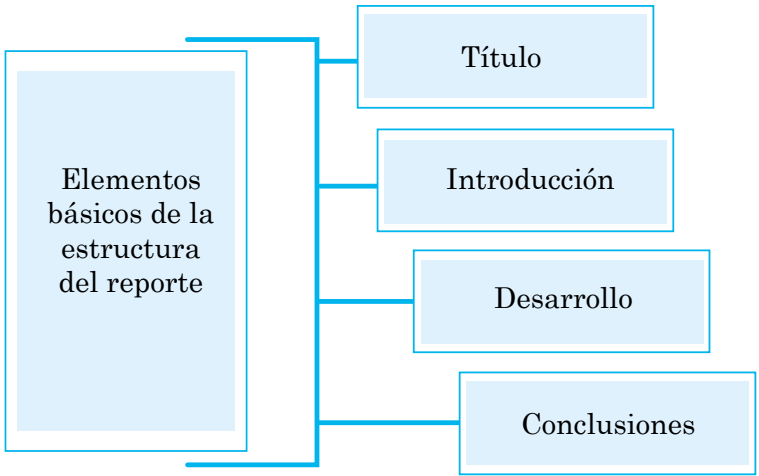 Elementos
básicos de la
estructura
del reporte
Título
Introducción
Desarrollo
Conclusiones